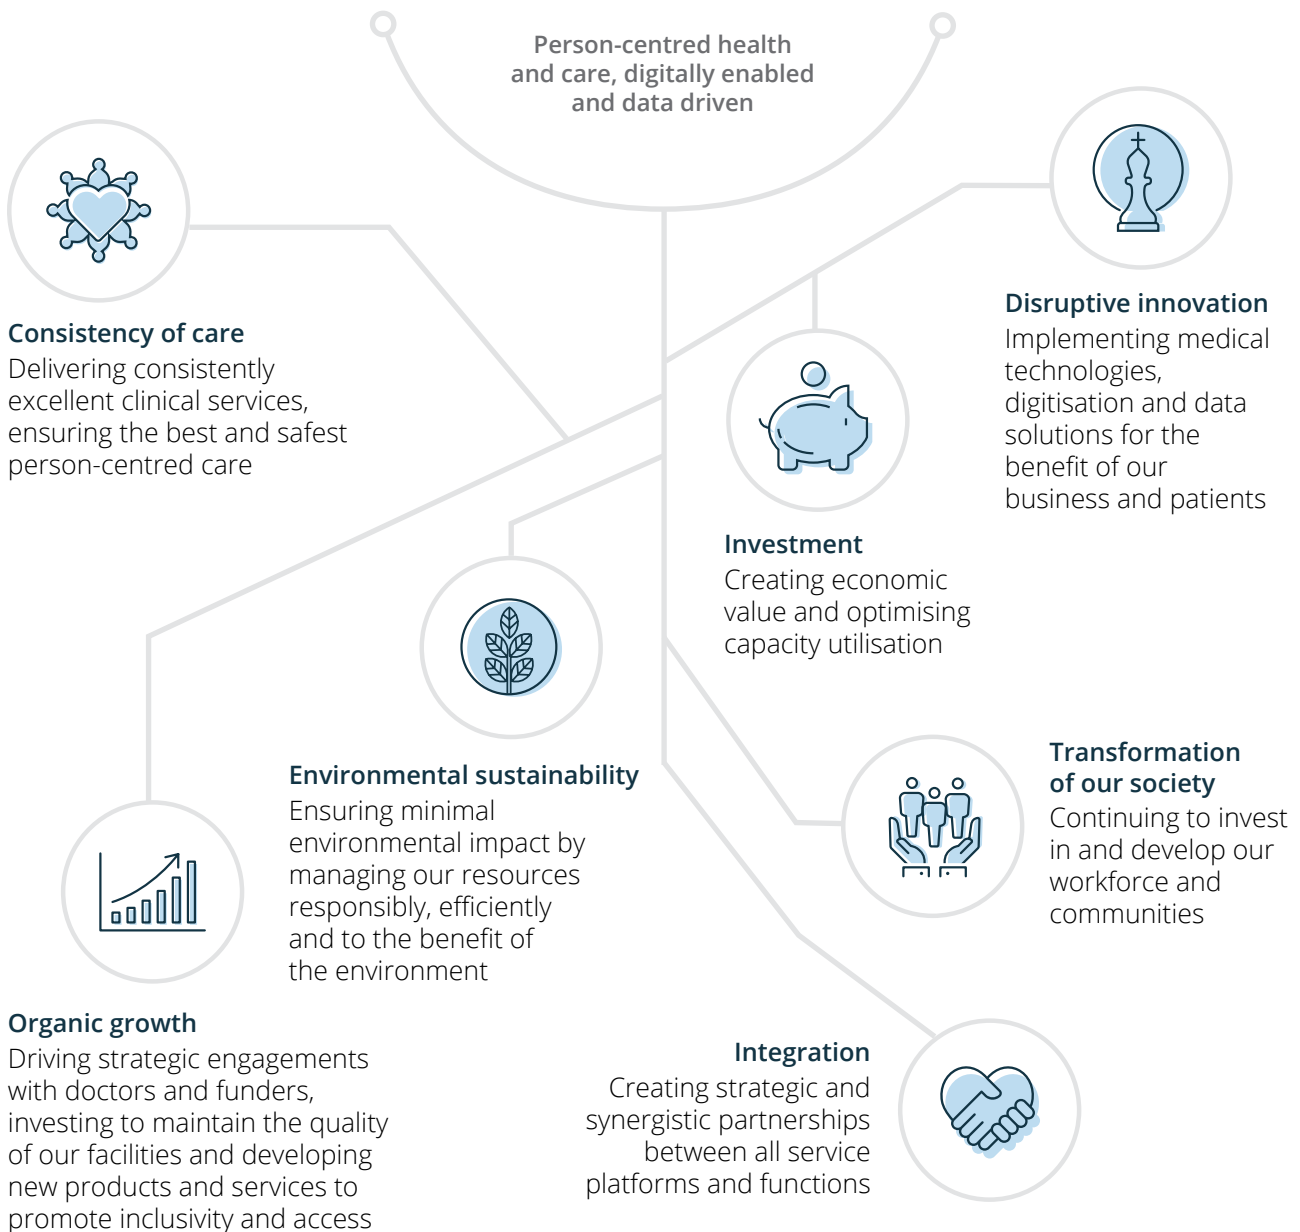 Person-centred health
and care, digitally enabled
and data driven
Consistency of care
Delivering consistently
excellent clinical services,
ensuring the best and safest
person-centred care
Disruptive innovation
Implementing medical
technologies,
digitisation and data
solutions for the
benefit of our
business and patients
Investment
Creating economic
value and optimising
capacity utilisation
Environmental sustainability
Ensuring minimal
environmental impact by
managing our resources
responsibly, efficiently
and to the benefit of
the environment
Transformation
of our society
Continuing to invest
in and develop our
workforce and
communities
Organic growth
Driving strategic engagements
with doctors and funders,
investing to maintain the quality
of our facilities and developing
new products and services to
promote inclusivity and access
Integration
Creating strategic and
synergistic partnerships
between all service
platforms and functions